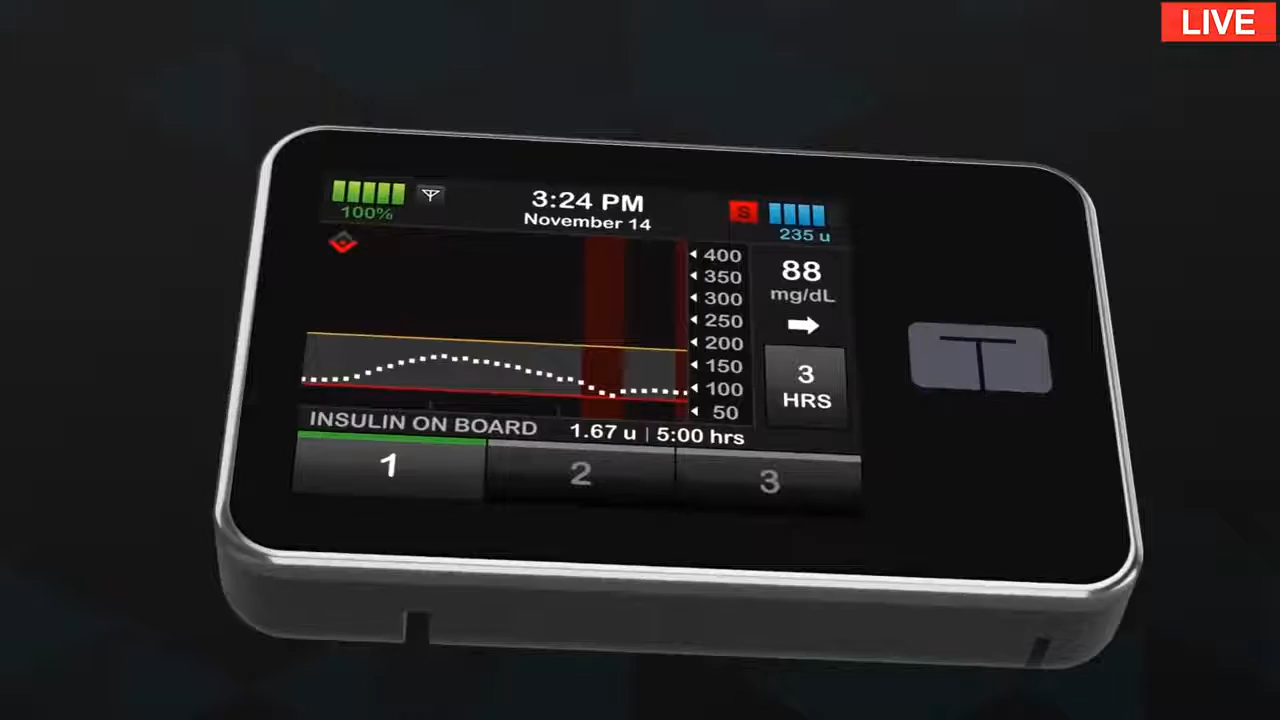 LIVE
3:24 PM
100%
November 14
S
235 u
400
350
300
250
200
150
100
50
88
mg/dL
3
HRS
INSULIN ON BOARD
1.67 u | 5:00 hrs
1
2
3
T